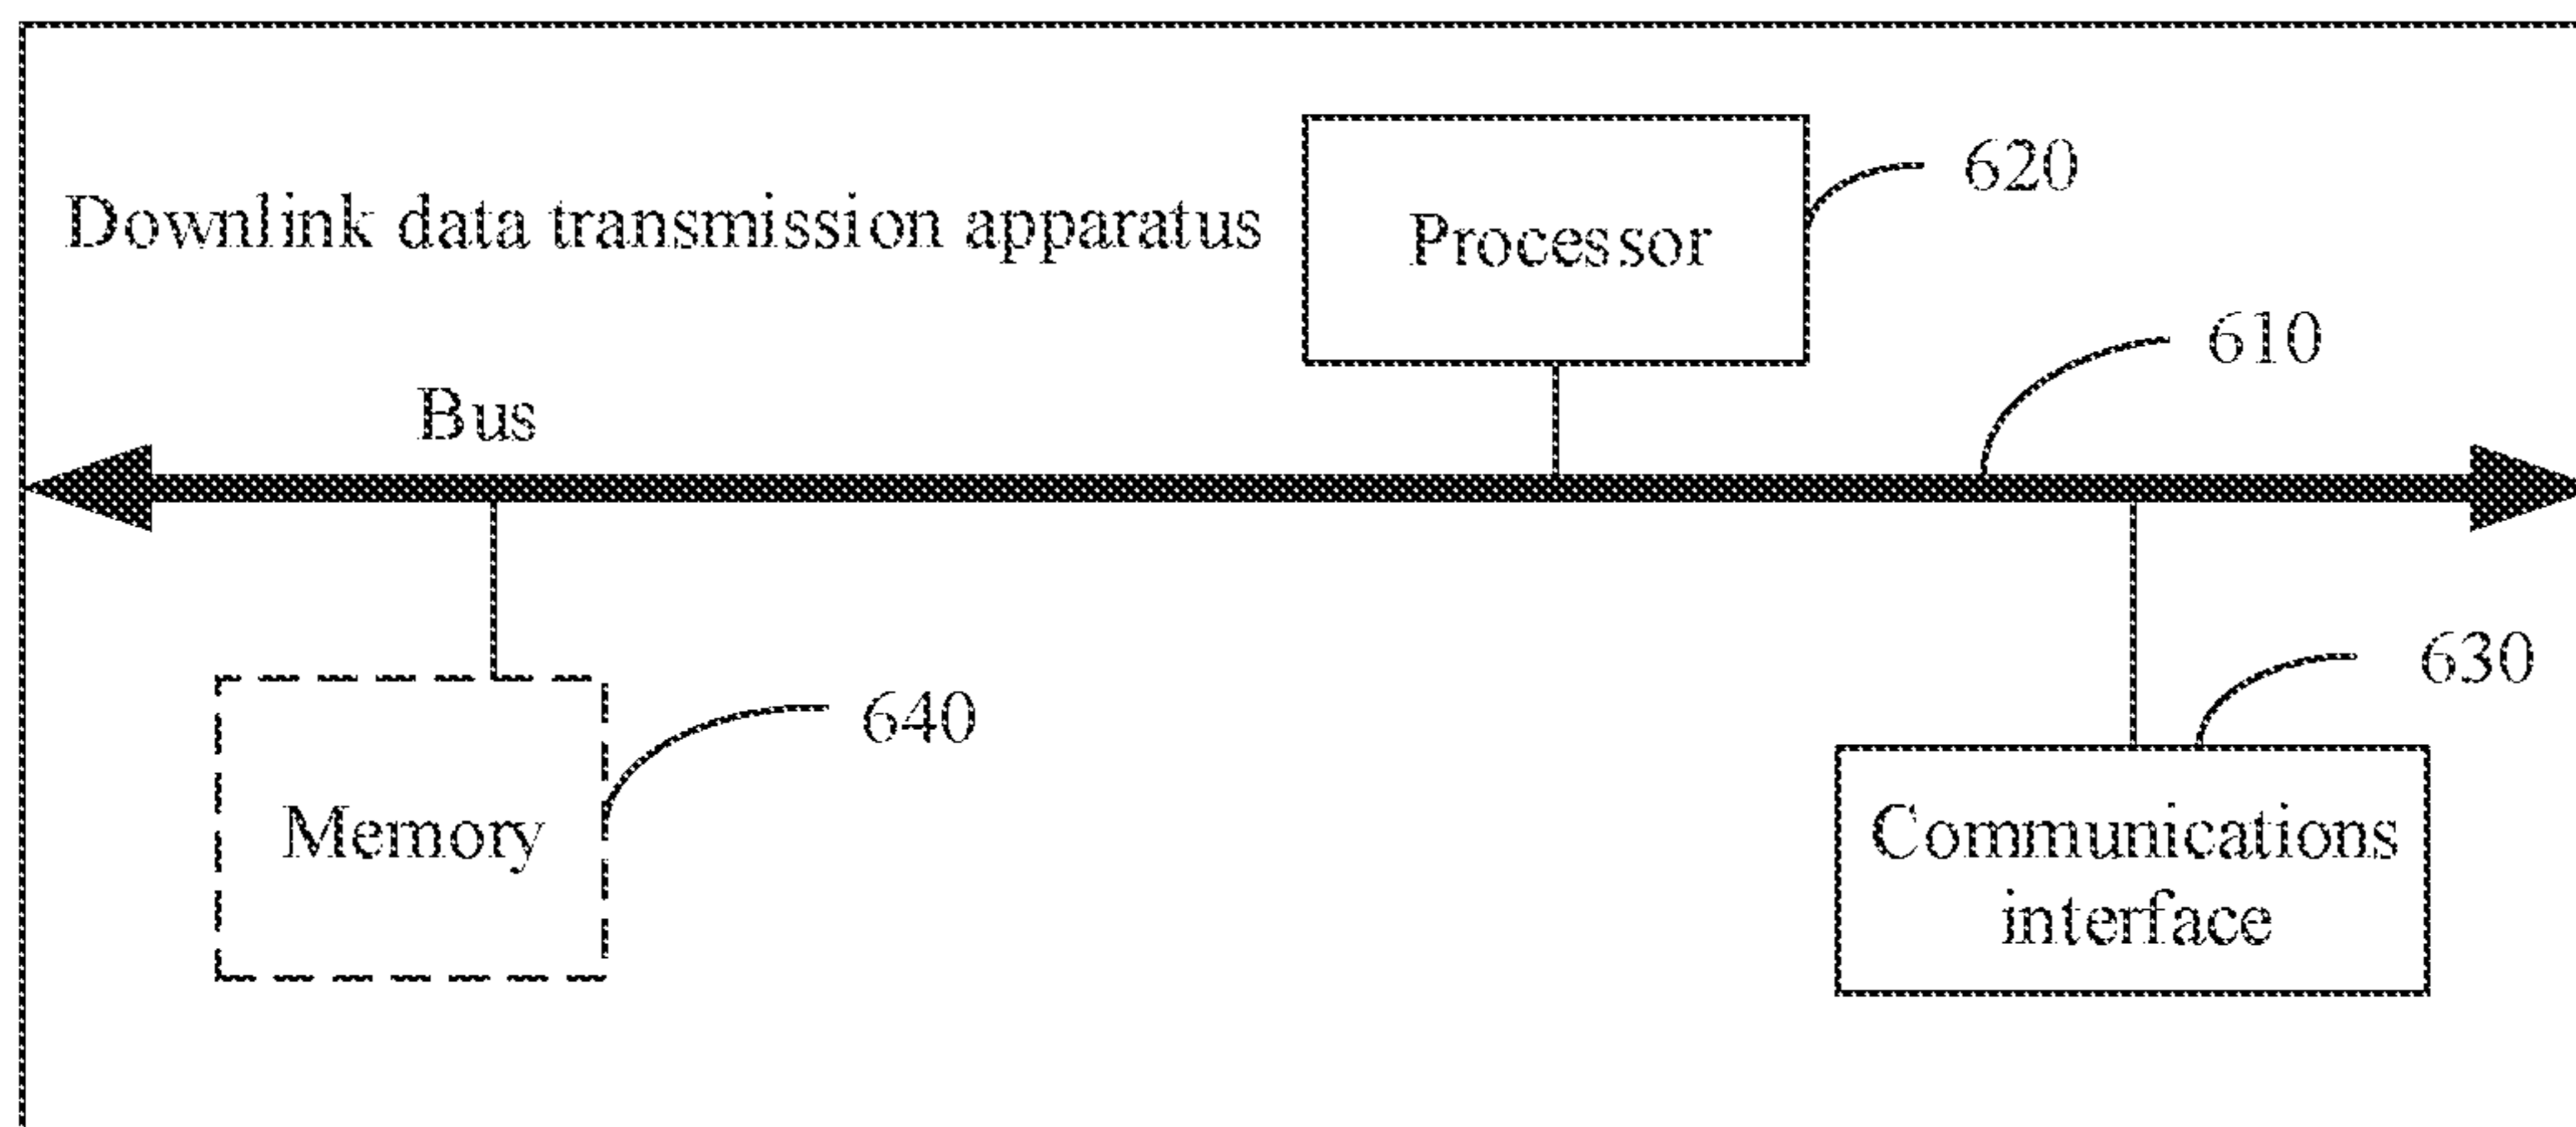 620
Downlink data transmission apparatus
Processor
610
Bus
630
640
Memory
Communications
interface